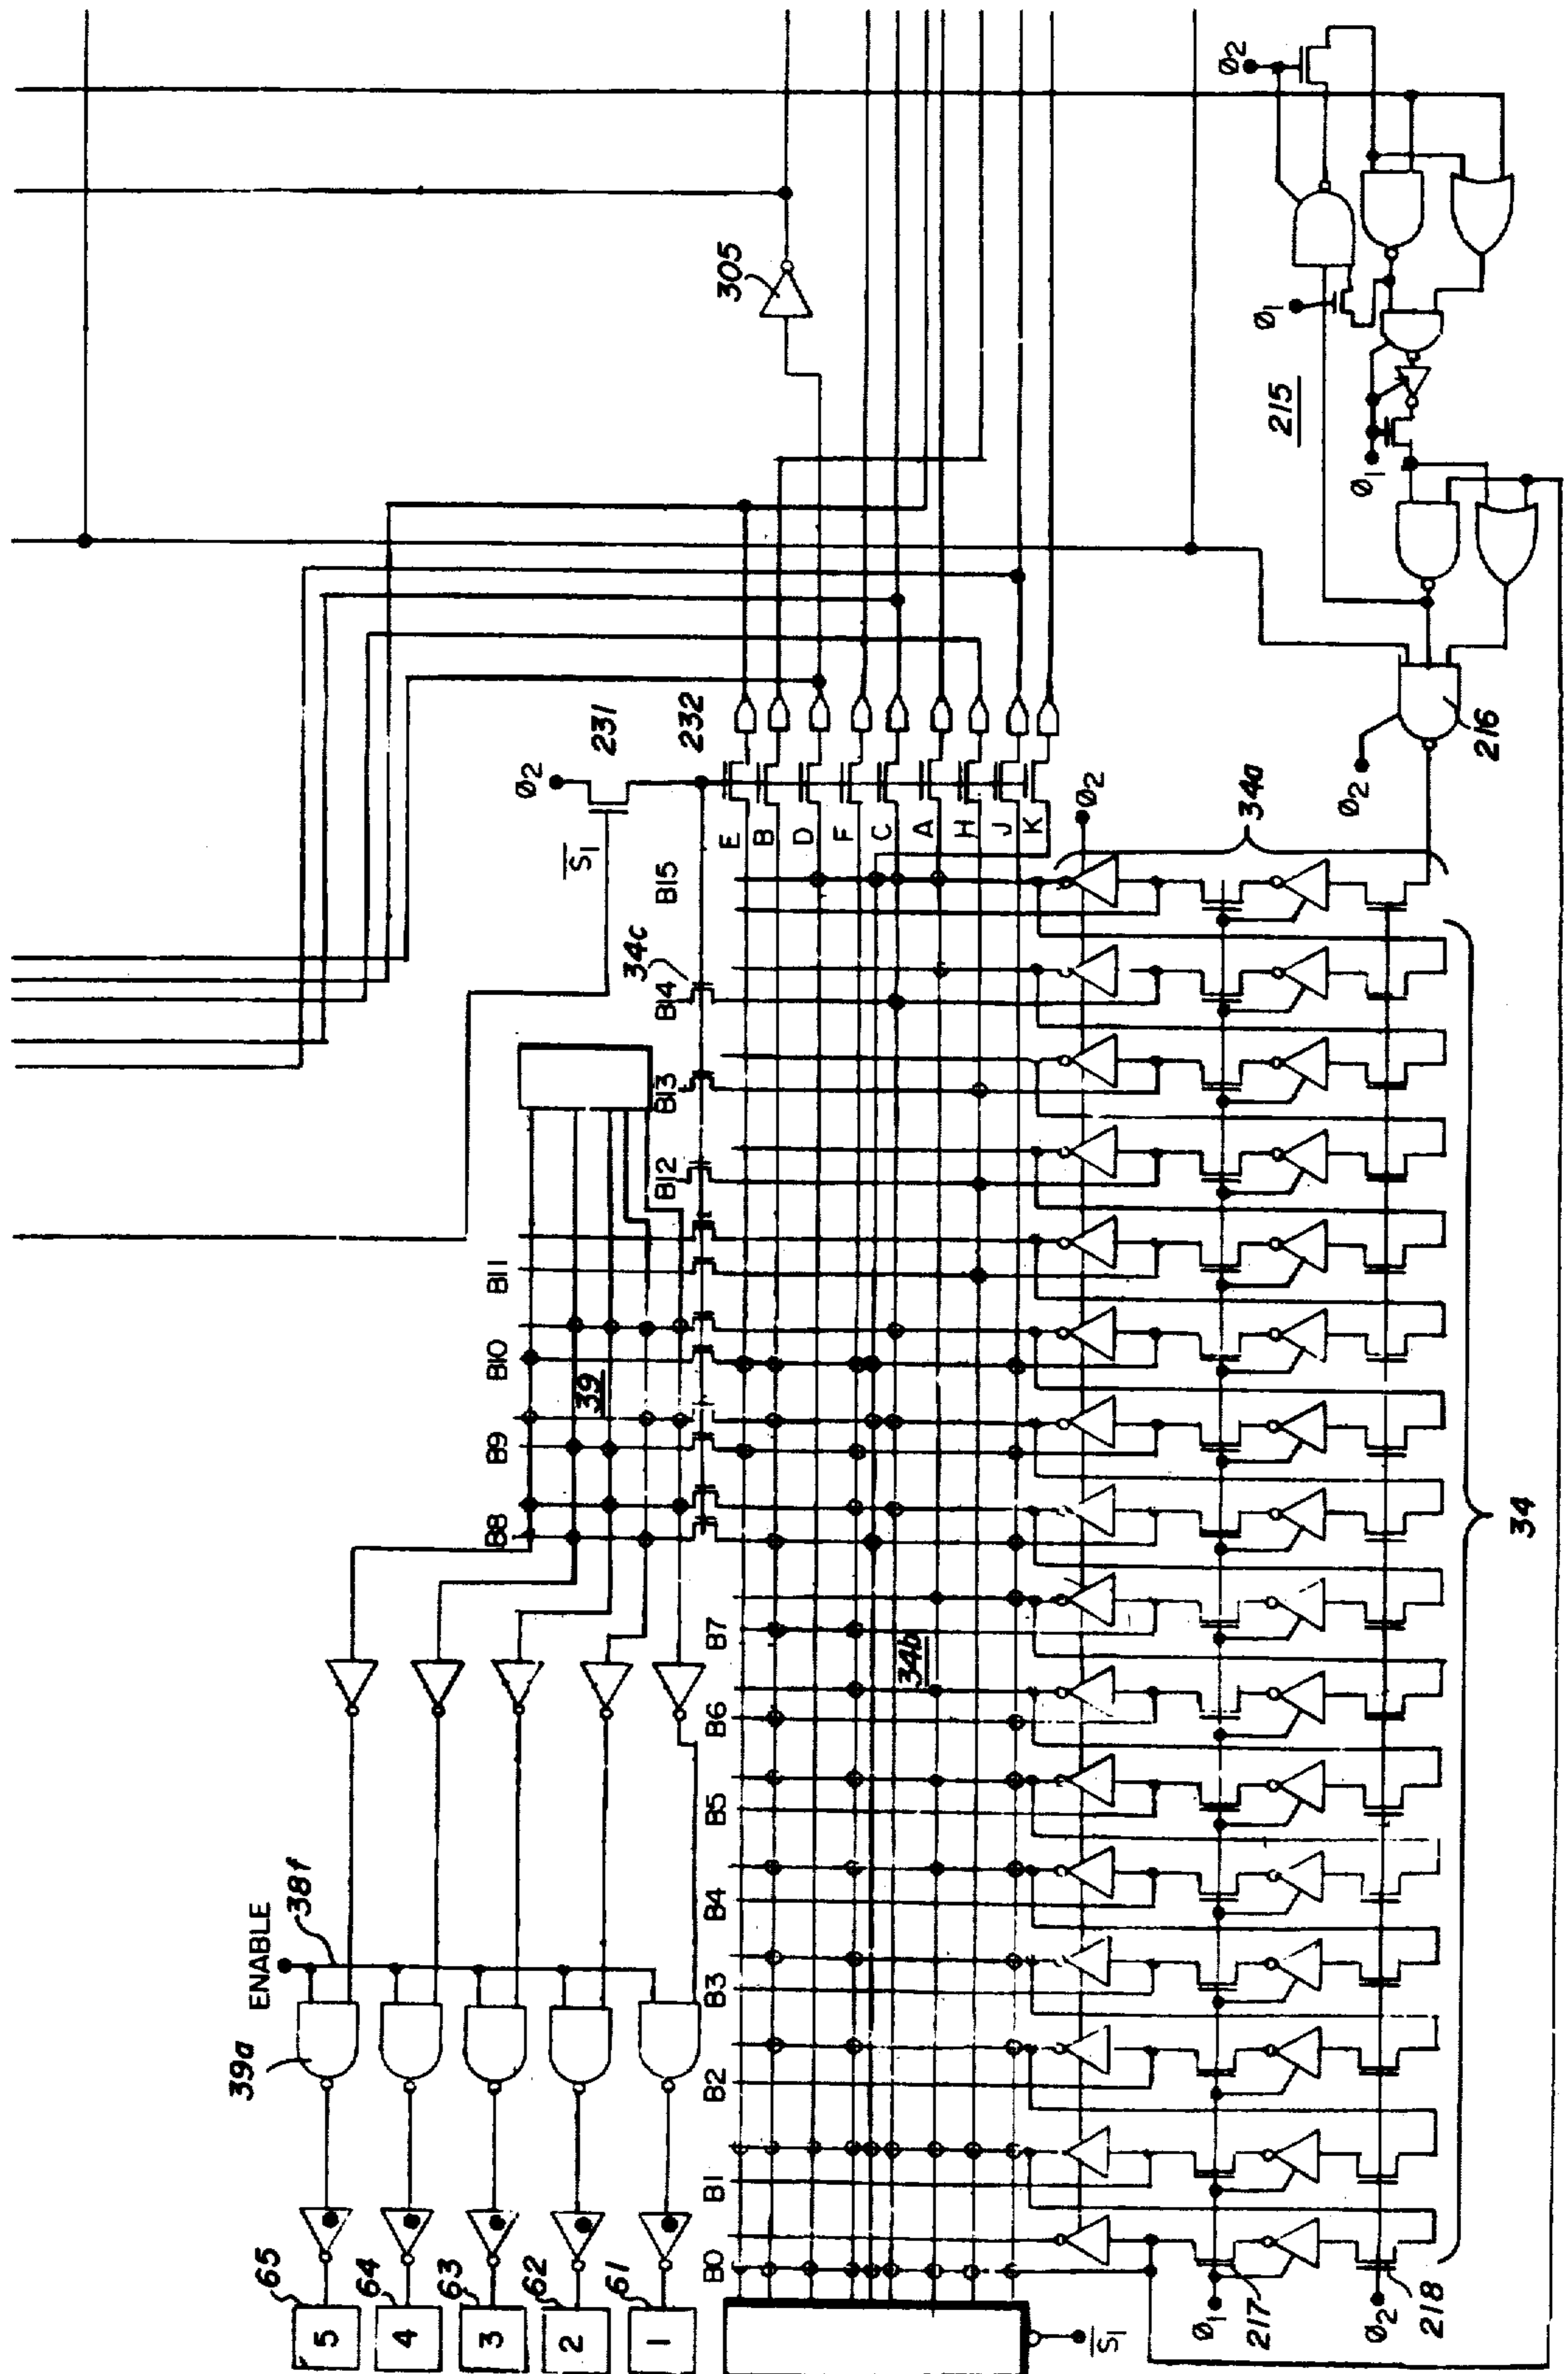 Ø2
305
Ø1
215
Ø1
Ø2
231
S1
232
E
B
D
F
C
A
H
J
K
Ø2
Ø2
216
34a
B15
34c
B14
B13
B12
B11
B10
39
B9
B8
B7
34b
B6
B5
B4
B3
B2
B1
B0
34
ENABLE
38f
39a
65
5
64
4
63
3
62
2
61
1
S1
Ø1
217
Ø2
218